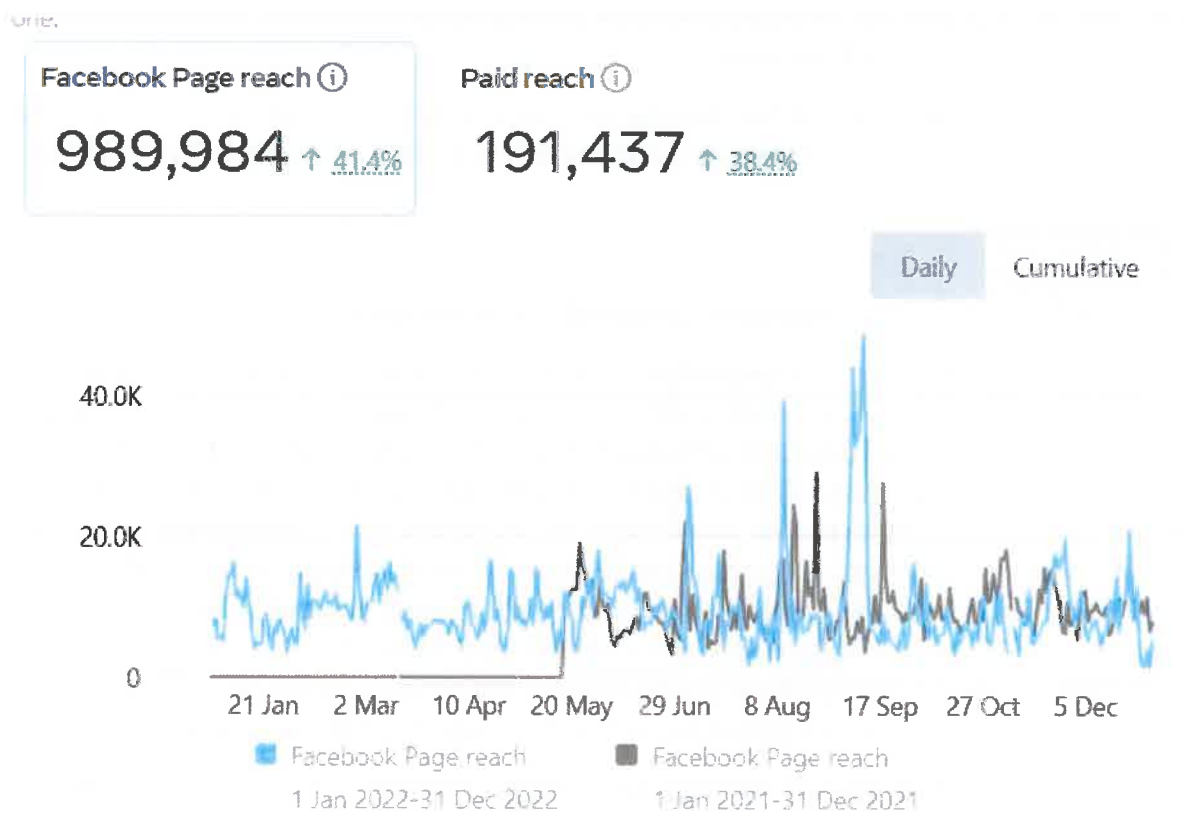 Facebook Page reach Paid reach
989,984 ↑ 41.4% 191,437 ↑ 38.4%
Daily Cumulative
40.0K
20.0K
0
21 Jan 2 Mar 10 Apr 20 May 29 Jun 8 Aug 17 Sep 27 Oct 5 Dec
Facebook Page reach Facebook Page reach
1 Jan 2022-31 Dec 2022 1 Jan 2021-31 Dec 2021